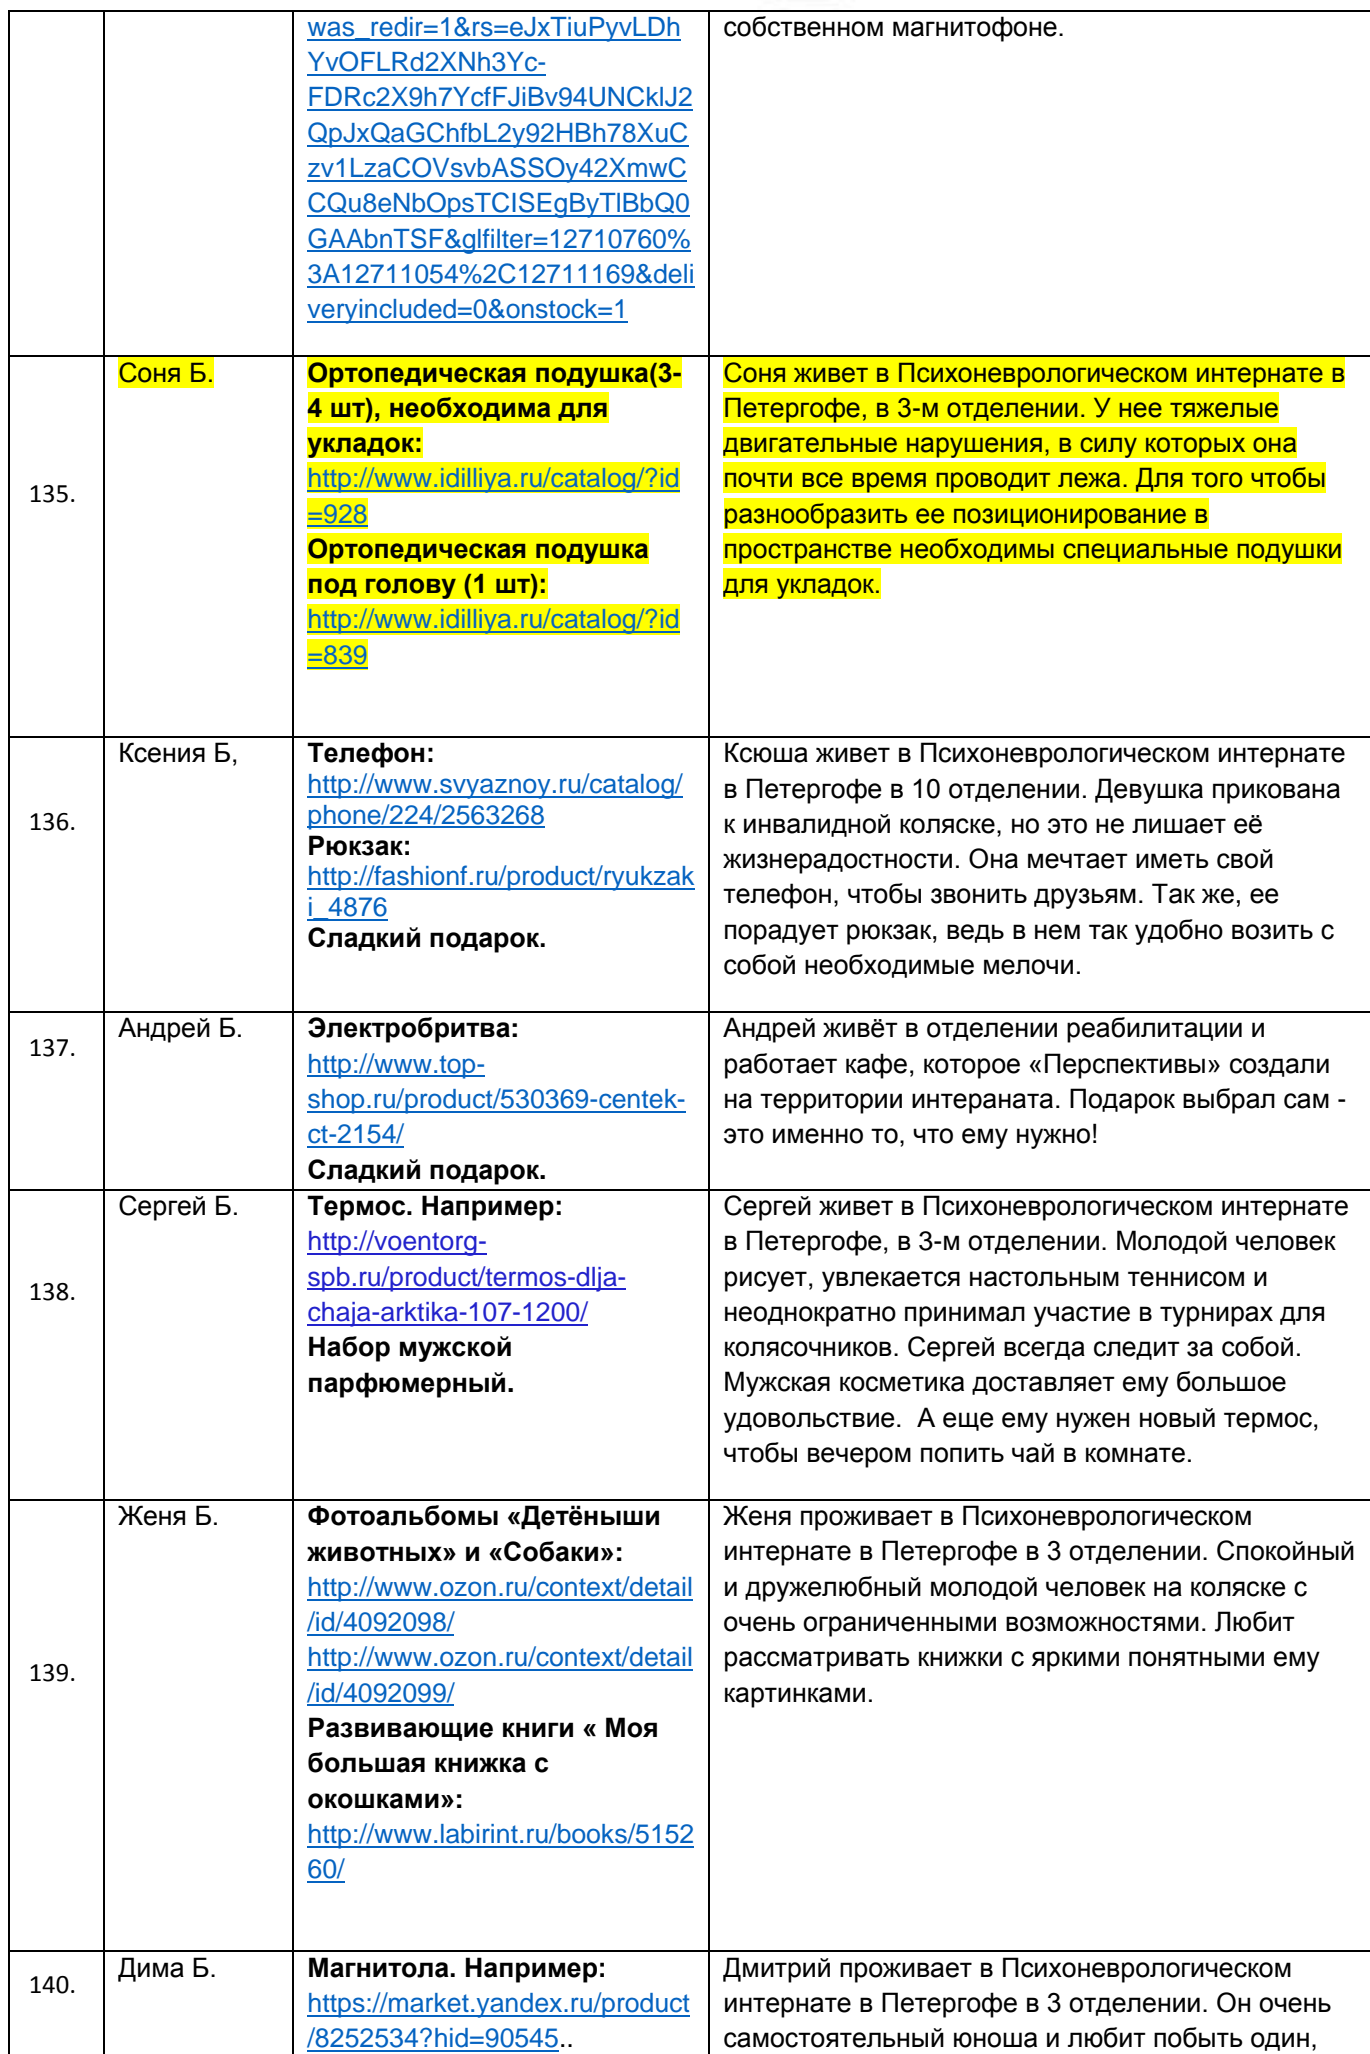 was_redir=1&rs=eJxTiuPyvLDh
YvOFLRd2XNh3Yc-
FDRc2X9h7YcfFJiBv94UNCklJ2
QpJxQaGChfbL2y92HBh78XuC
zv1LzaCOVsvbASSOy42XmwC
CQu8eNbOpsTCISEgByTlBbQ0
GAAbnTSF&glfilter=12710760%
3A12711054%2C12711169&deli
veryincluded=0&onstock=1
собственном магнитофоне.
135.
Соня Б.
Ортопедическая подушка(3-
4 шт), необходима для
укладок:
http://www.idilliya.ru/catalog/?id
=928
Ортопедическая подушка
под голову (1 шт):
http://www.idilliya.ru/catalog/?id
=839
Соня живет в Психоневрологическом интернате в
Петергофе, в 3-м отделении. У нее тяжелые
двигательные нарушения, в силу которых она
почти все время проводит лежа. Для того чтобы
разнообразить ее позиционирование в
пространстве необходимы специальные подушки
для укладок.
136.
Ксения Б,
Телефон:
http://www.svyaznoy.ru/catalog/
phone/224/2563268
Рюкзак:
http://fashionf.ru/product/ryukzak
i_4876
Сладкий подарок.
Ксюша живет в Психоневрологическом интернате
в Петергофе в 10 отделении. Девушка прикована
к инвалидной коляске, но это не лишает её
жизнерадостности. Она мечтает иметь свой
телефон, чтобы звонить друзьям. Так же, ее
порадует рюкзак, ведь в нем так удобно возить с
собой необходимые мелочи.
137.
Андрей Б.
Электробритва:
http://www.top-
shop.ru/product/530369-centek-
ct-2154/
Сладкий подарок.
Андрей живёт в отделении реабилитации и
работает кафе, которое «Перспективы» создали
на территории интераната. Подарок выбрал сам -
это именно то, что ему нужно!
138.
Сергей Б.
Термос. Например:
http://voentorg-
spb.ru/product/termos-dlja-
chaja-arktika-107-1200/
Набор мужской
парфюмерный.
Сергей живет в Психоневрологическом интернате
в Петергофе, в 3-м отделении. Молодой человек
рисует, увлекается настольным теннисом и
неоднократно принимал участие в турнирах для
колясочников. Сергей всегда следит за собой.
Мужская косметика доставляет ему большое
удовольствие.  А еще ему нужен новый термос,
чтобы вечером попить чай в комнате.
139.
Женя Б.
Фотоальбомы «Детёныши
животных» и «Собаки»:
http://www.ozon.ru/context/detail
/id/4092098/
http://www.ozon.ru/context/detail
/id/4092099/
Развивающие книги « Моя
большая книжка с
окошками»:
http://www.labirint.ru/books/5152
60/
Женя проживает в Психоневрологическом
интернате в Петергофе в 3 отделении. Спокойный
и дружелюбный молодой человек на коляске с
очень ограниченными возможностями. Любит
рассматривать книжки с яркими понятными ему
картинками.
140.
Дима Б.
Магнитола. Например:
https://market.yandex.ru/product
/8252534?hid=90545..
Дмитрий проживает в Психоневрологическом
интернате в Петергофе в 3 отделении. Он очень
самостоятельный юноша и любит побыть один,